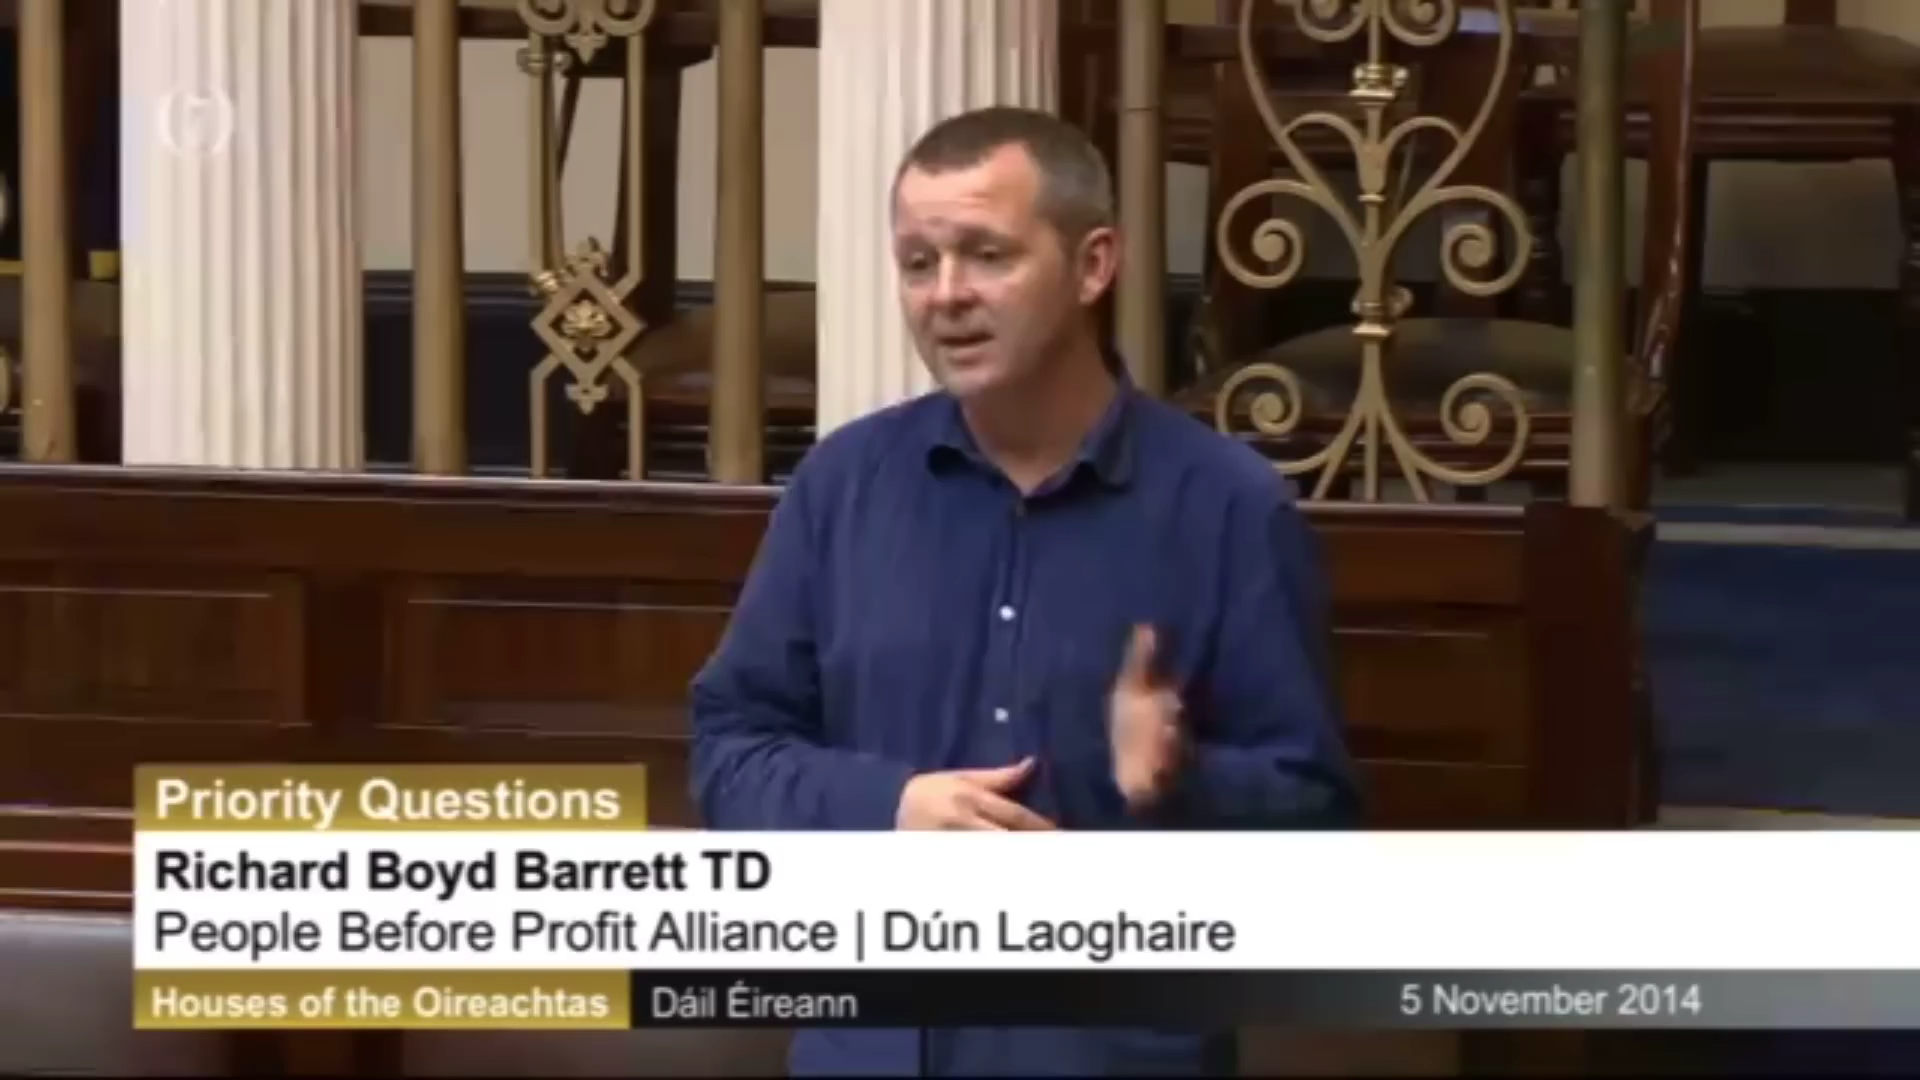 Priority Questions
Richard Boyd Barrett TD
People Before Profit Alliance | Dún Laoghaire
Houses of the Oireachtas Dáil Éireann 5 November 2014